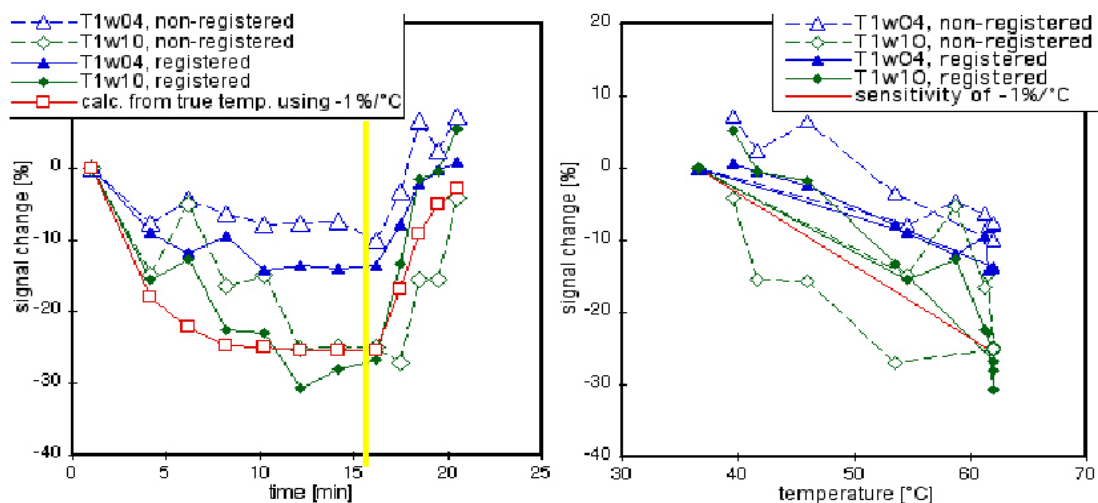 T1w04, non-registered
T1w10, non-registered
T1w04, registered
T1w10, registered
calc. from true temp. using -1%/°C
0
-10
-20
-30
-40
signal change [%]
0
5
10
15
20
25
time [min]
T1w04, non-registered
T1w10, non-registered
T1w04, registered
T1w10, registered
sensitivity of -1%/°C
20
10
0
-10
-20
-30
-40
signal change [%]
30
40
50
60
70
temperature [°C]